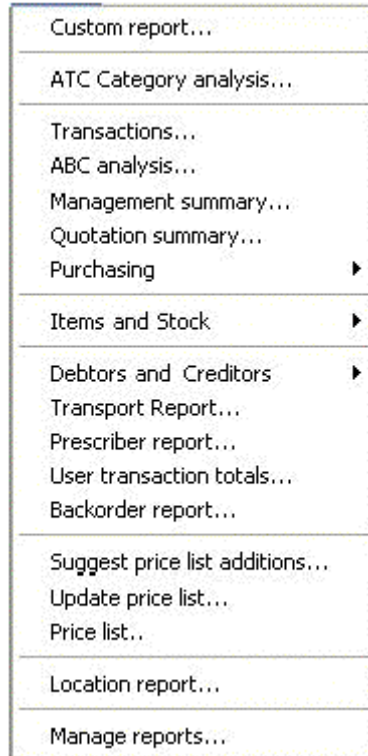 Custom report...
ATC Category analysis...
Transactions...
ABC analysis...
Management summary...
Quotation summary...
Purchasing
Items and Stock
Debtors and Creditors
Transport Report...
Prescriber report...
User transaction totals...
Backorder report...
Suggest price list additions...
Update price list...
Price list..
Location report...
Manage reports...